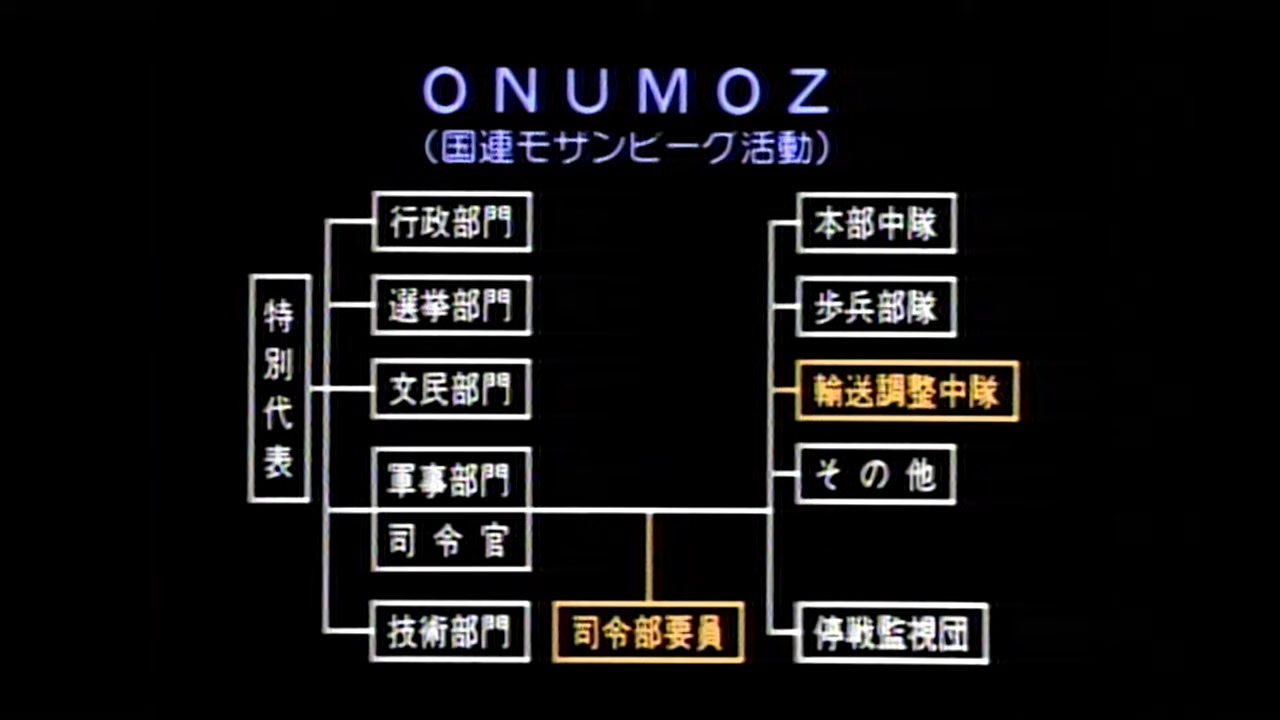 ONUMOZ
(国連モザンビーグ活動)
特別代表
行政部門
選挙部門
文民部門
軍事部門
司令官
技術部門
司令部要員
本部中隊
歩兵部隊
輸送調整中隊
その他
停戦監視団